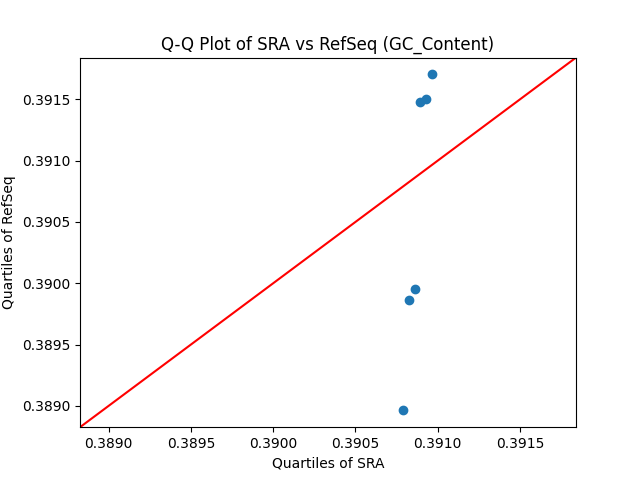 Q-Q Plot of SRA vs RefSeq (GC_Content)
Quartiles of RefSeq
0.3915
0.3910
0.3905
0.3900
0.3895
0.3890
0.3890 0.3895 0.3900 0.3905 0.3910 0.3915
Quartiles of SRA